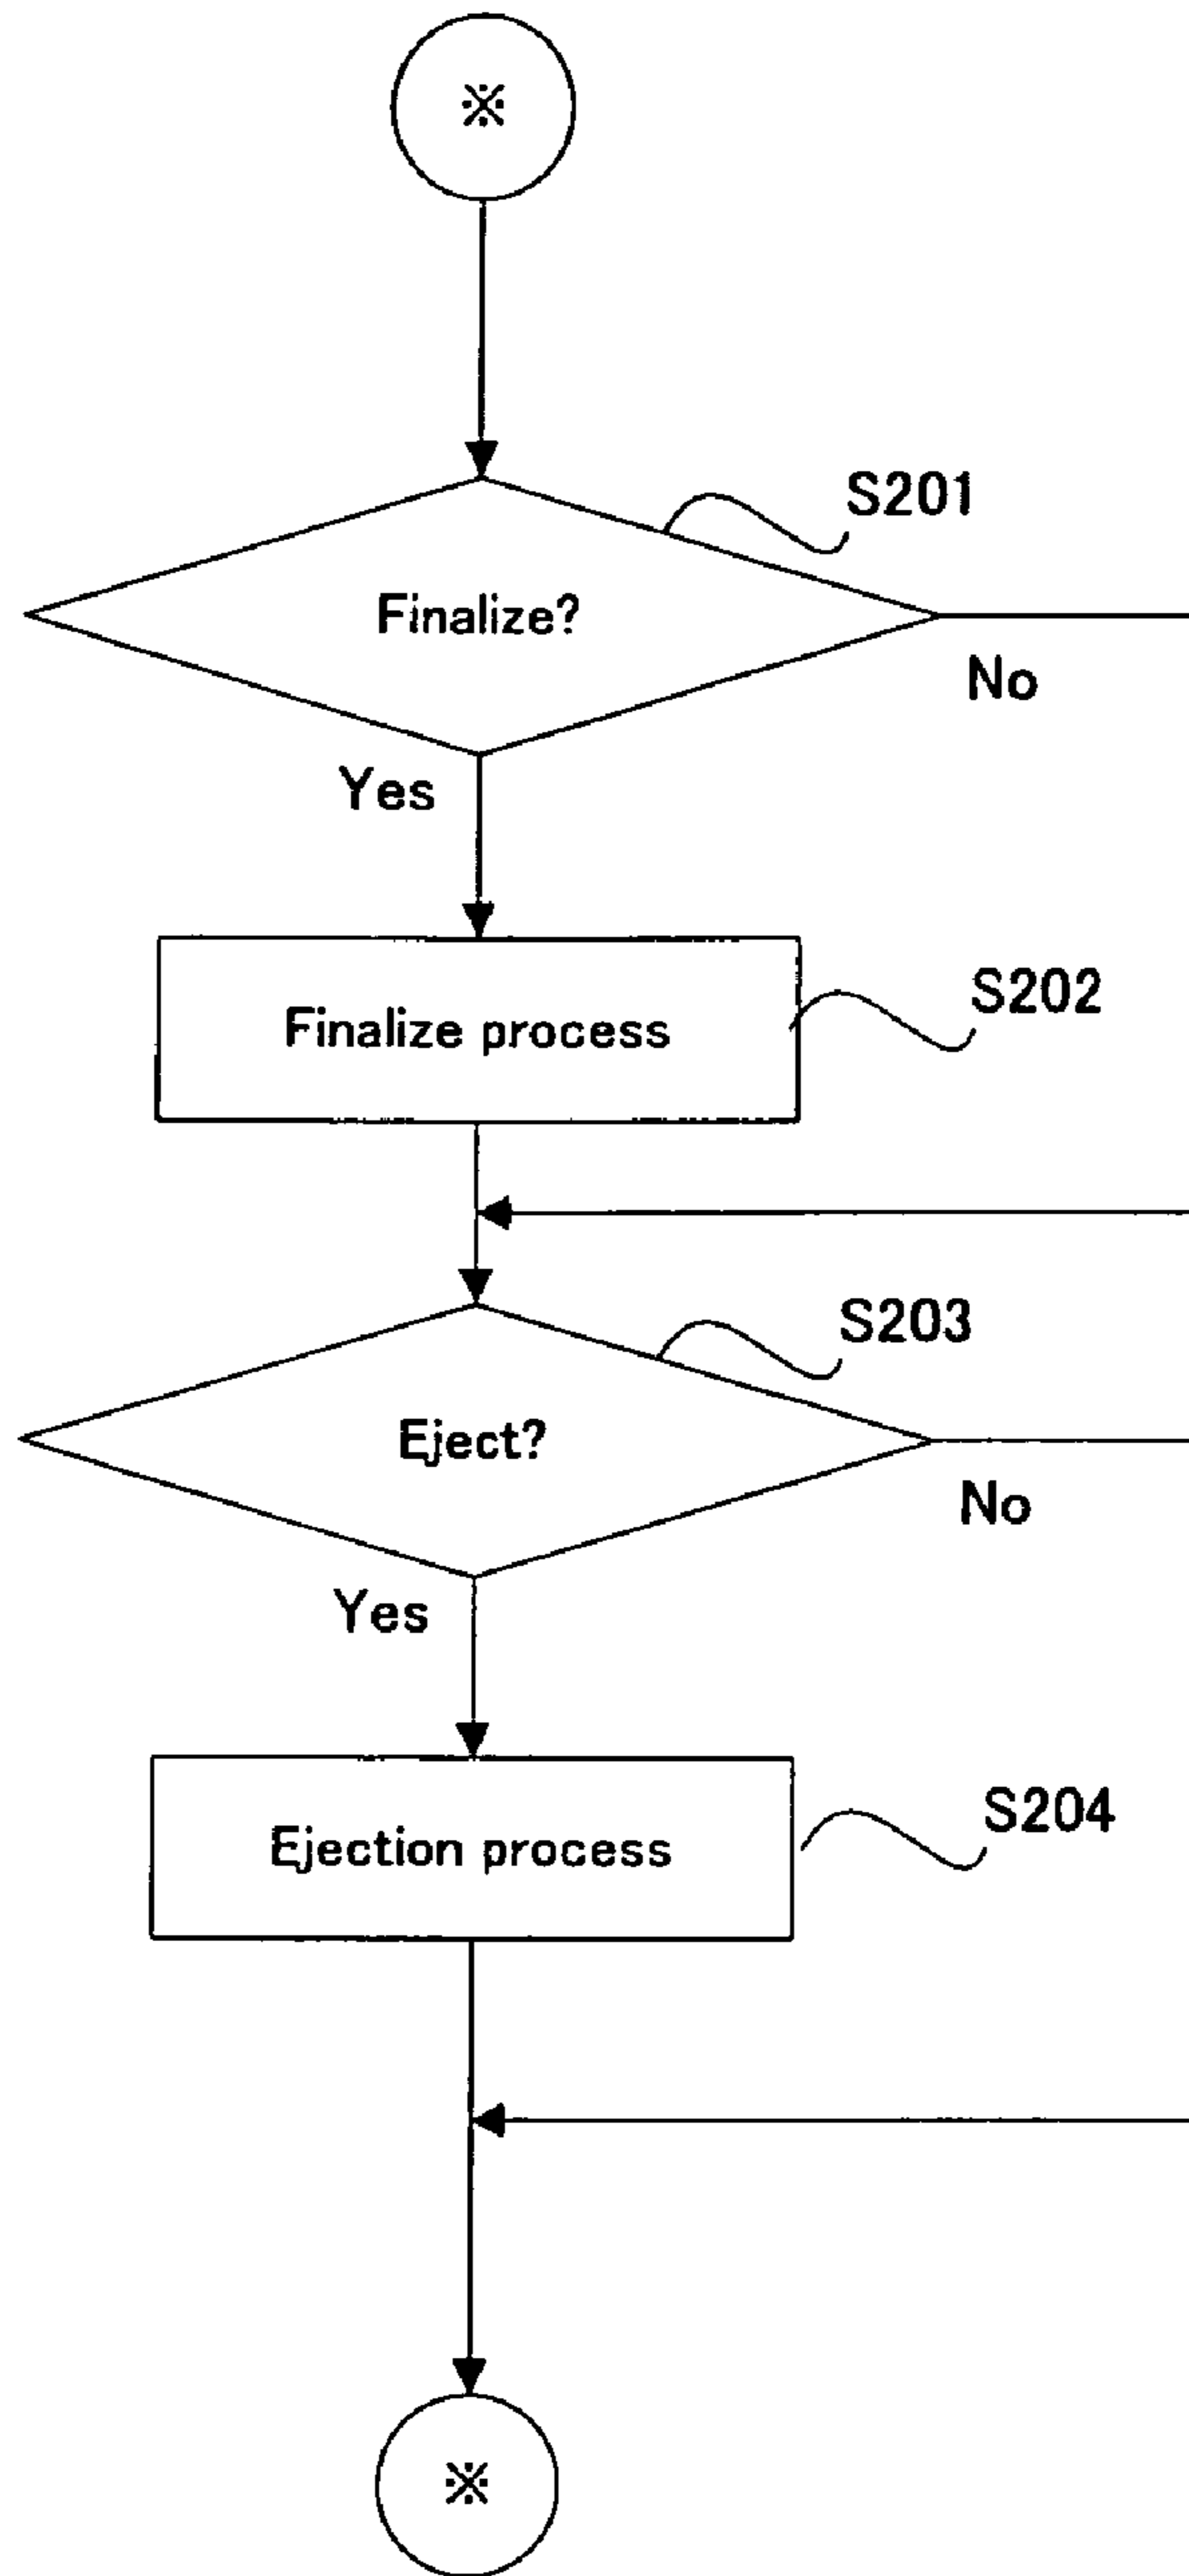 ※
S201
Finalize?
No
Yes
S202
Finalize process
S203
Eject?
No
Yes
S204
Ejection process
※